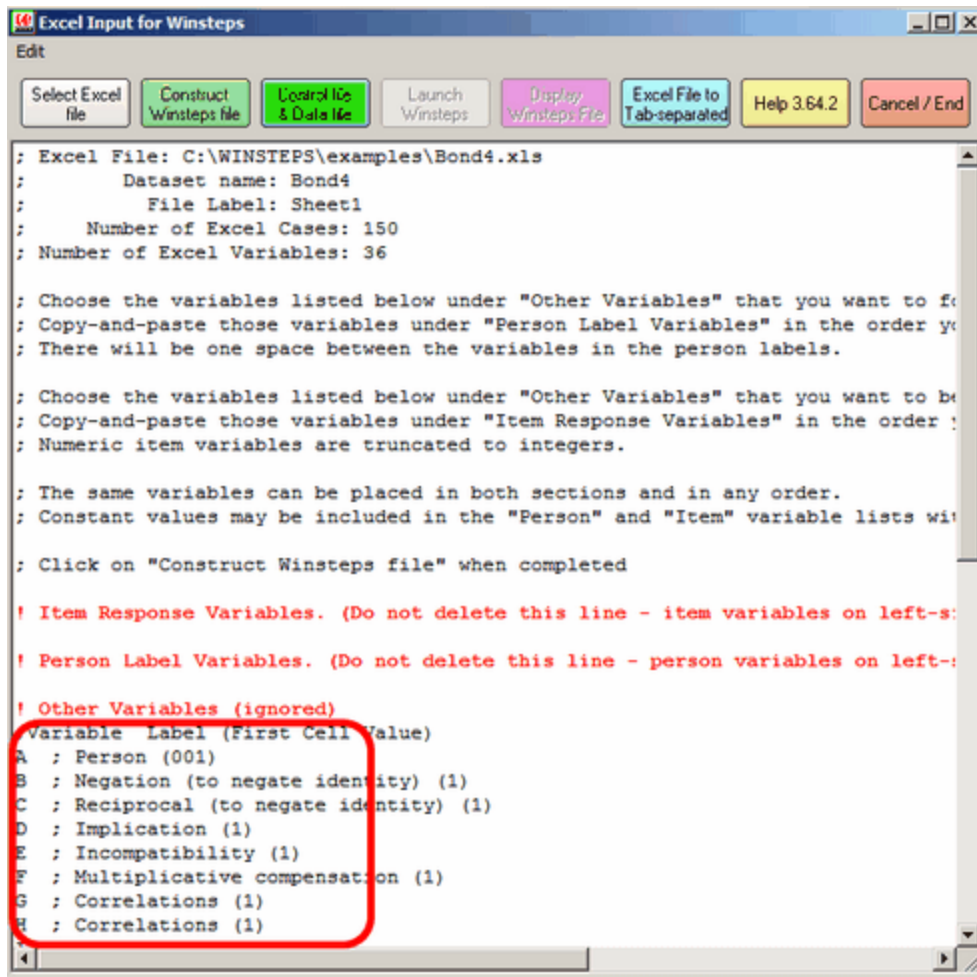 Excel Input for Winsteps
Edit
Select Excel file
Construct Winsteps file
Control file & Data file
Launch Winsteps
Display Winsteps File
Excel File to Tab-separated
Help 3.64.2
Cancel / End
; Excel File: C:\WINSTEPS\examples\Bond4.xls
; Dataset name: Bond4
; File Label: Sheet1
; Number of Excel Cases: 150
; Number of Excel Variables: 36
; Choose the variables listed below under "Other Variables" that you want to fo
; Copy-and-paste those variables under "Person Label Variables" in the order yo
; There will be one space between the variables in the person labels.
; Choose the variables listed below under "Other Variables" that you want to be
; Copy-and-paste those variables under "Item Response Variables" in the order
; Numeric item variables are truncated to integers.
; The same variables can be placed in both sections and in any order.
; Constant values may be included in the "Person" and "Item" variable lists wit
; Click on "Construct Winsteps file" when completed
! Item Response Variables. (Do not delete this line - item variables on left-s
! Person Label Variables. (Do not delete this line - person variables on left-
! Other Variables (ignored)
Variable Label (First Cell Value)
A ; Person (001)
B ; Negation (to negate identity) (1)
C ; Reciprocal (to negate identity) (1)
D ; Implication (1)
E ; Incompatibility (1)
F ; Multiplicative compensation (1)
G ; Correlations (1)
H ; Correlations (1)